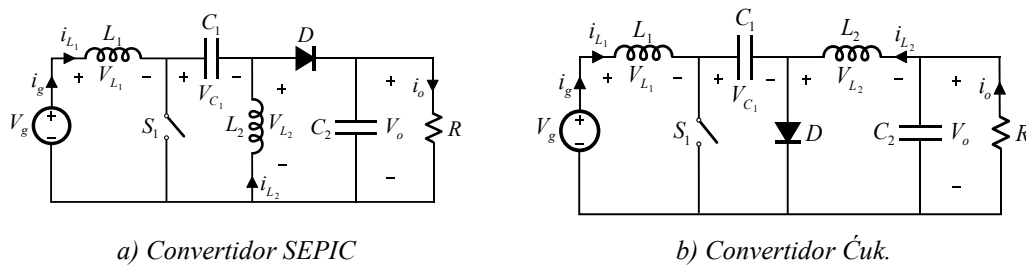 L₁
i_L₁
+ V_L₁ −
C₁
+ V_C₁ −
D
i_g
V_g
+
−
S₁
L₂
+
V_L₂
−
i_L₂
C₂
+
V_o
−
i_o
R
a) Convertidor SEPIC
L₁
i_L₁
+ V_L₁ −
C₁
+ V_C₁ −
L₂
i_L₂
+ V_L₂ −
i_g
V_g
+
−
S₁
D
C₂
+
V_o
−
i_o
R
b) Convertidor Ćuk.